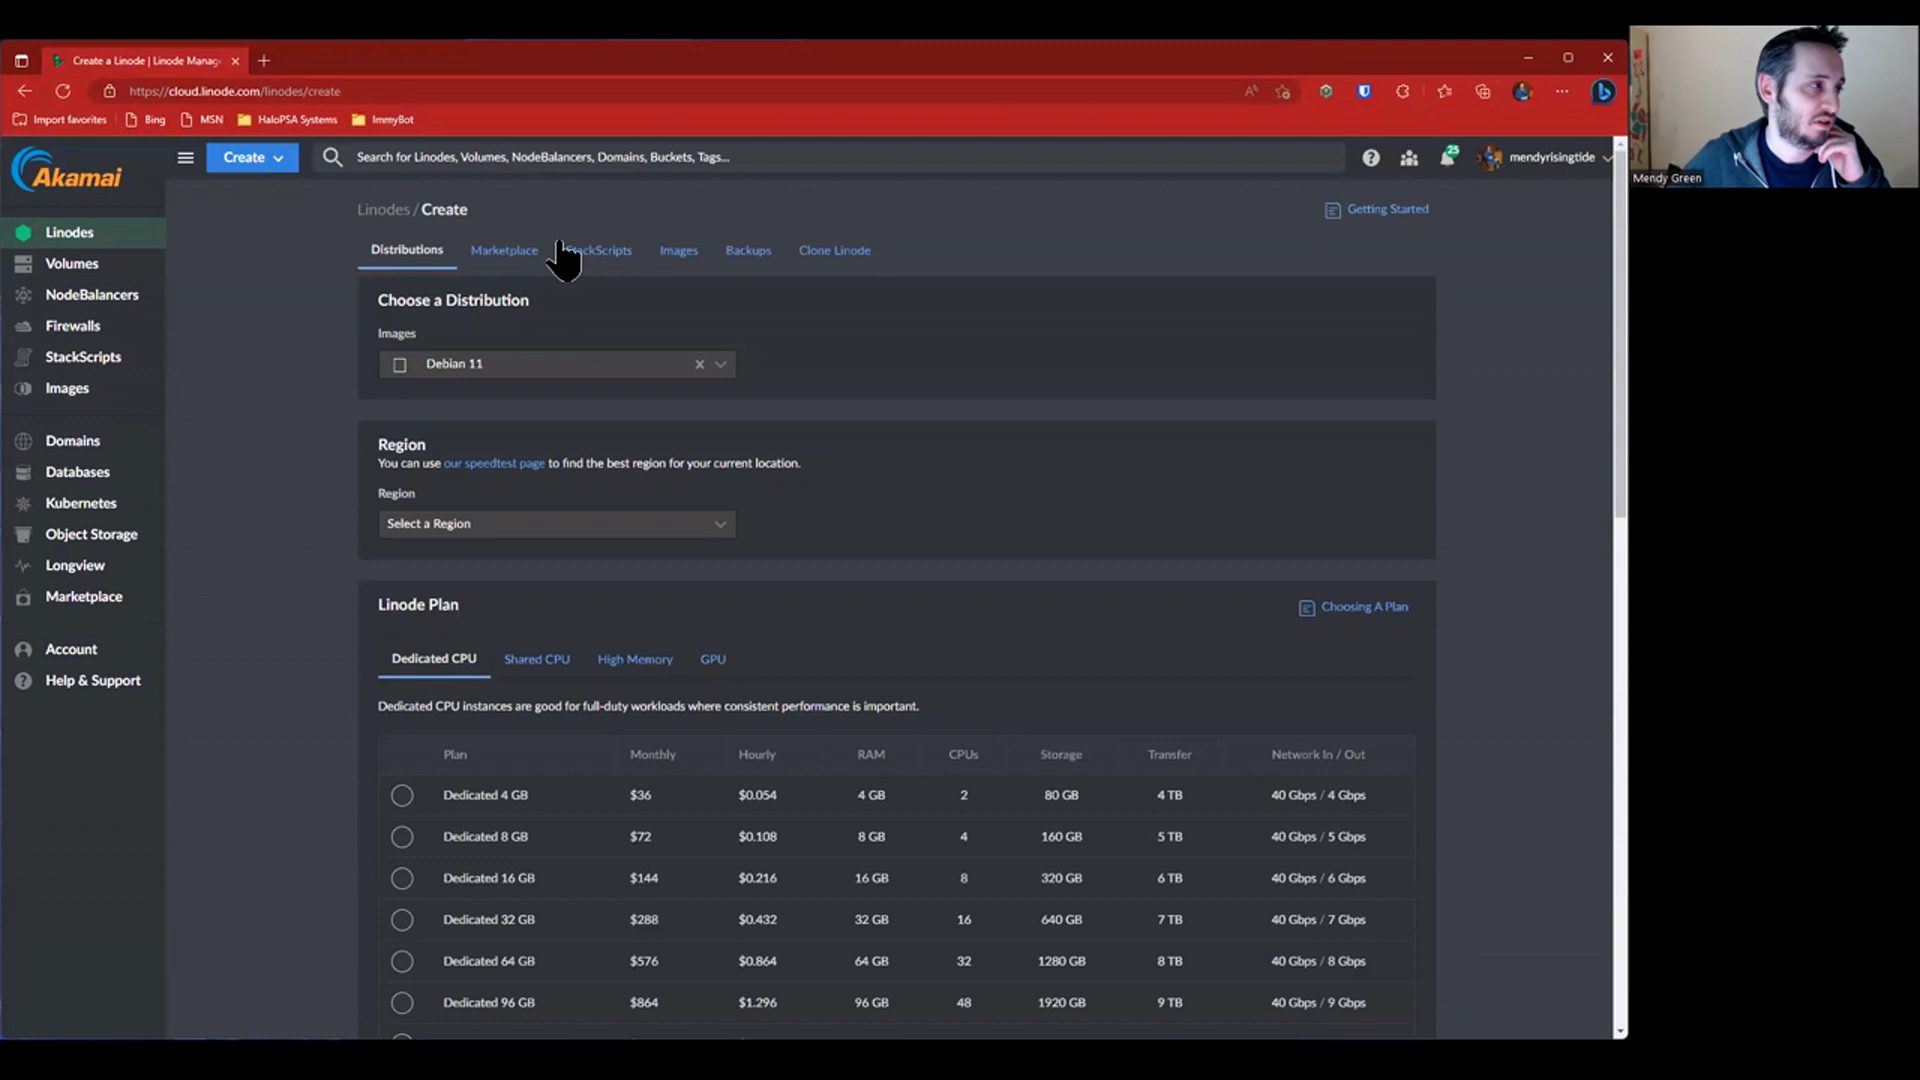 Create a Linode | Linode Manag
https://cloud.linode.com/linodes/create
Import favorites
Bing
MSN
HaloPSA Systems
ImmyBot
Mendy Green
Akamai
Create
Search for Linodes, Volumes, NodeBalancers, Domains, Buckets, Tags...
25
mendyrisingtide
Linodes
Volumes
NodeBalancers
Firewalls
StackScripts
Images
Domains
Databases
Kubernetes
Object Storage
Longview
Marketplace
Account
Help & Support
Linodes / Create
Getting Started
Distributions
Marketplace
Images
Backups
Clone Linode
Choose a Distribution
Images
Debian 11
Region
You can use our speedtest page to find the best region for your current location.
Region
Select a Region
Linode Plan
Choosing A Plan
Dedicated CPU
Shared CPU
High Memory
GPU
Dedicated CPU instances are good for full-duty workloads where consistent performance is important.
Plan Monthly Hourly RAM CPUs Storage Transfer Network In / Out
Dedicated 4 GB $36 $0.054 4 GB 2 80 GB 4 TB 40 Gbps / 4 Gbps
Dedicated 8 GB $72 $0.108 8 GB 4 160 GB 5 TB 40 Gbps / 5 Gbps
Dedicated 16 GB $144 $0.216 16 GB 8 320 GB 6 TB 40 Gbps / 6 Gbps
Dedicated 32 GB $288 $0.432 32 GB 16 640 GB 7 TB 40 Gbps / 7 Gbps
Dedicated 64 GB $576 $0.864 64 GB 32 1280 GB 8 TB 40 Gbps / 8 Gbps
Dedicated 96 GB $864 $1.296 96 GB 48 1920 GB 9 TB 40 Gbps / 9 Gbps